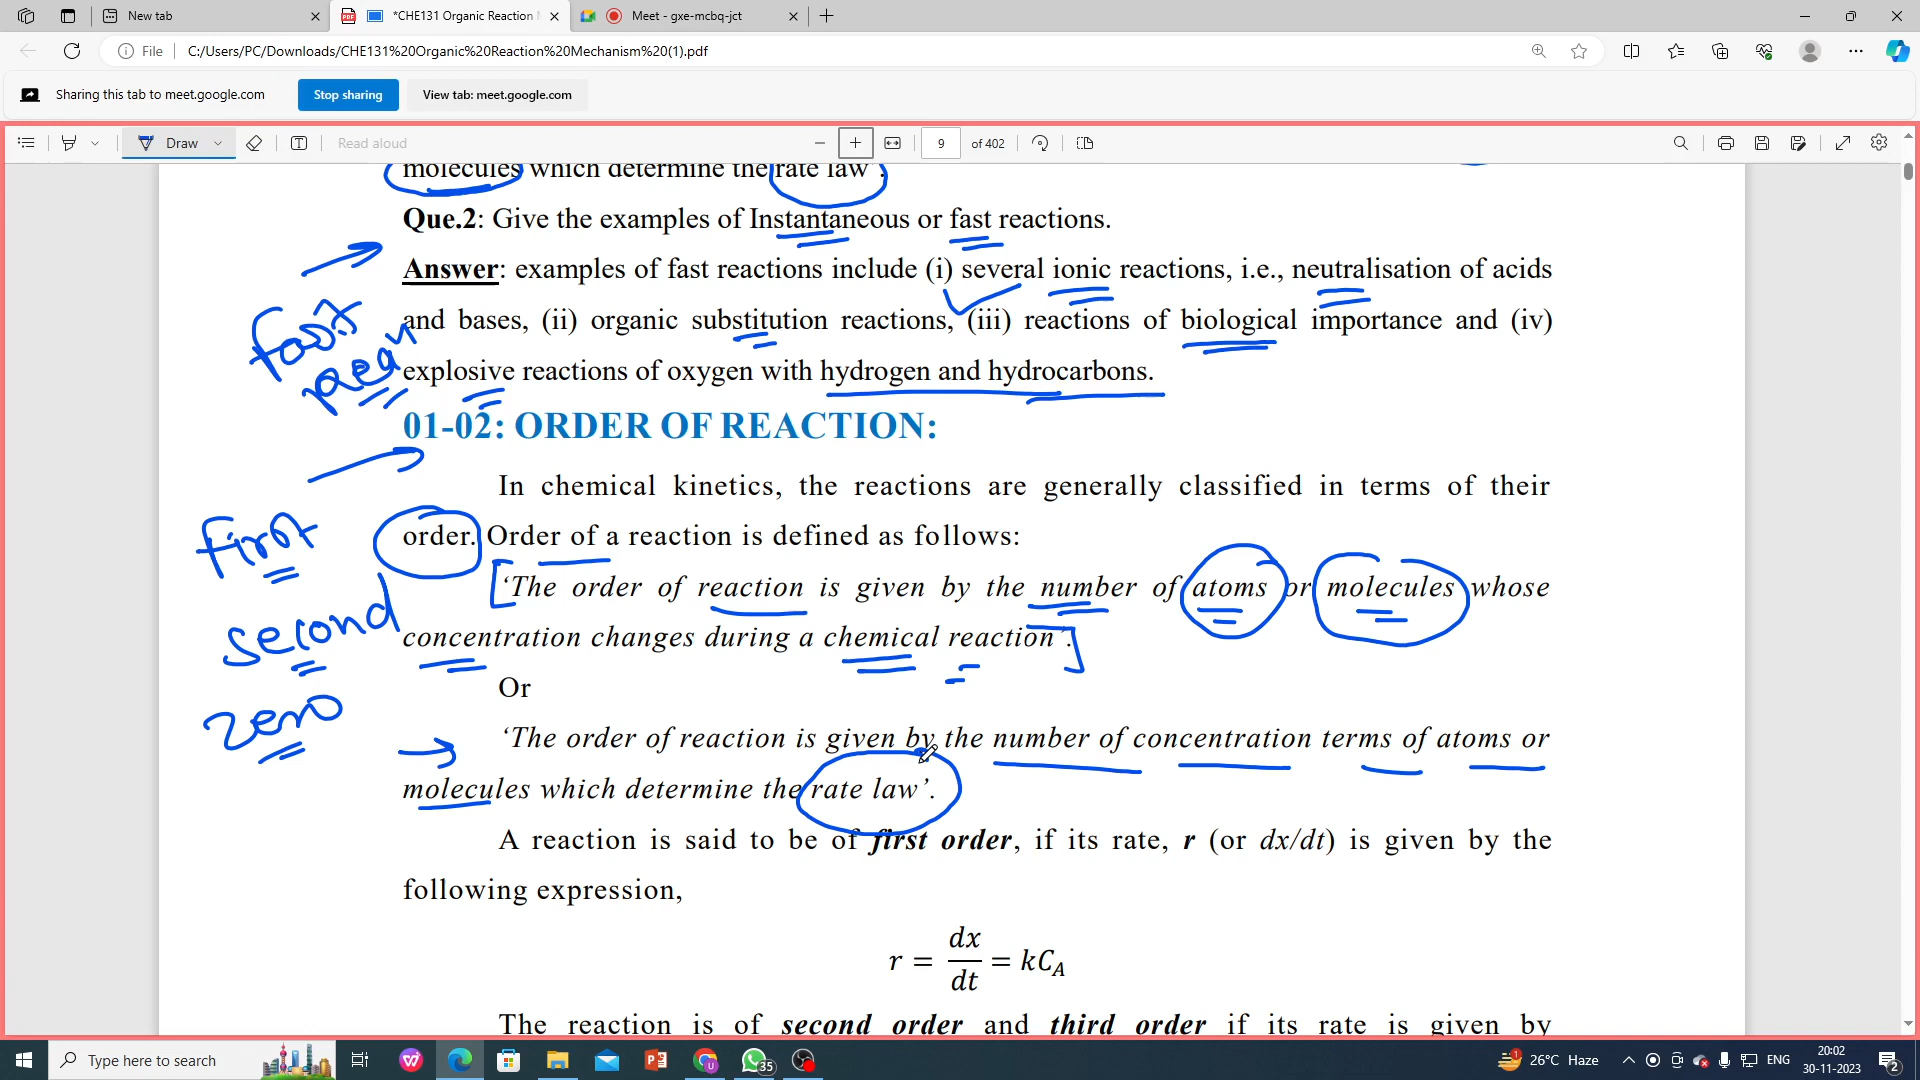 New tab
*CHE131 Organic Reaction M
Meet - gxe-mcbq-jct
File
C:/Users/PC/Downloads/CHE131%20Organic%20Reaction%20Mechanism%20(1).pdf
Sharing this tab to meet.google.com
Stop sharing
View tab: meet.google.com
Draw
Read aloud
9
of 402
molecules which determine the rate law’.
Que.2: Give the examples of Instantaneous or fast reactions.
Answer: examples of fast reactions include (i) several ionic reactions, i.e., neutralisation of acids
and bases, (ii) organic substitution reactions, (iii) reactions of biological importance and (iv)
explosive reactions of oxygen with hydrogen and hydrocarbons.
fast
01-02: ORDER OF REACTION:
In chemical kinetics, the reactions are generally classified in terms of their
order. Order of a reaction is defined as follows:
first
‘The order of reaction is given by the number of atoms or molecules whose
concentration changes during a chemical reaction’.
second
Or
zero
‘The order of reaction is given by the number of concentration terms of atoms or
molecules which determine the rate law’.
A reaction is said to be of first order, if its rate, r (or dx/dt) is given by the
following expression,
r = dx/dt = kC_A
The reaction is of second order and third order if its rate is given by
Type here to search
35
1
26°C Haze
ENG
20:02
30-11-2023
2